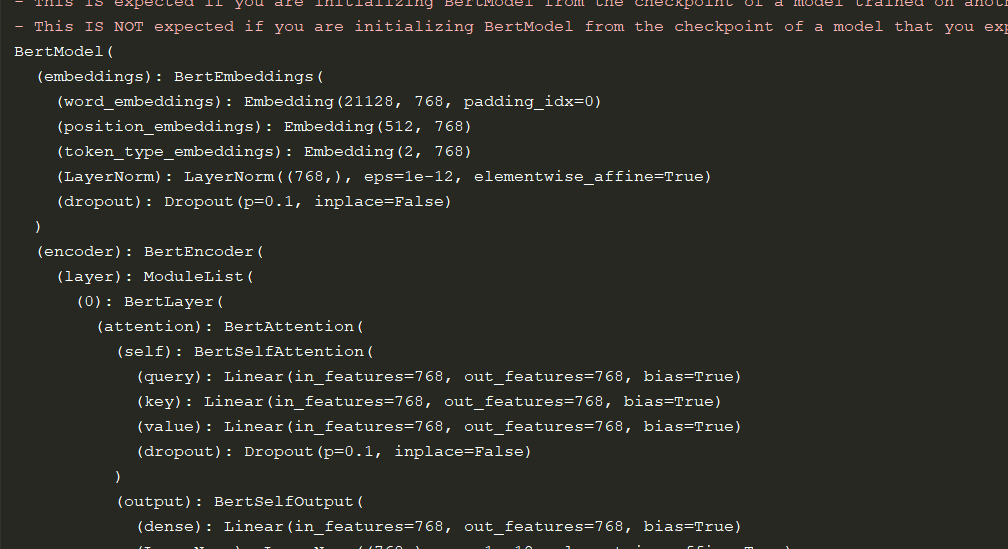 - This IS expected if you are initializing BertModel from the checkpoint of a model trained on
- This IS NOT expected if you are initializing BertModel from the checkpoint of a model that you
BertModel(
  (embeddings): BertEmbeddings(
    (word_embeddings): Embedding(21128, 768, padding_idx=0)
    (position_embeddings): Embedding(512, 768)
    (token_type_embeddings): Embedding(2, 768)
    (LayerNorm): LayerNorm((768,), eps=1e-12, elementwise_affine=True)
    (dropout): Dropout(p=0.1, inplace=False)
  )
  (encoder): BertEncoder(
    (layer): ModuleList(
      (0): BertLayer(
        (attention): BertAttention(
          (self): BertSelfAttention(
            (query): Linear(in_features=768, out_features=768, bias=True)
            (key): Linear(in_features=768, out_features=768, bias=True)
            (value): Linear(in_features=768, out_features=768, bias=True)
            (dropout): Dropout(p=0.1, inplace=False)
          )
          (output): BertSelfOutput(
            (dense): Linear(in_features=768, out_features=768, bias=True)